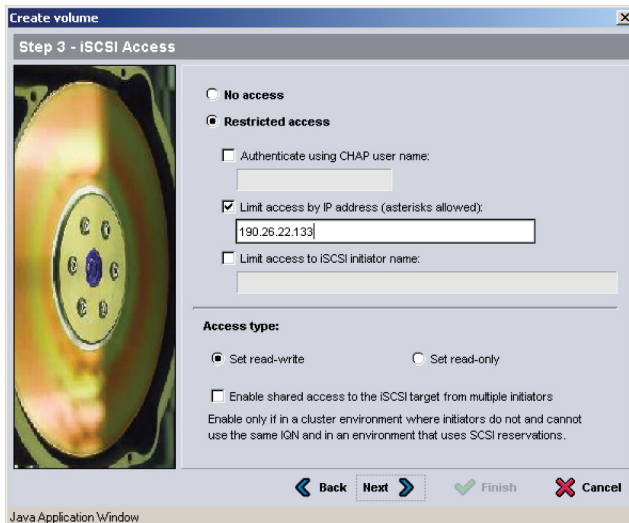 Create volume
Step 3 - iSCSI Access
No access
Restricted access
Authenticate using CHAP user name:
Limit access by IP address (asterisks allowed):
190.26.22.133
Limit access to iSCSI initiator name:
Access type:
Set read-write
Set read-only
Enable shared access to the iSCSI target from multiple initiators
Enable only if in a cluster environment where initiators do not and cannot
use the same IQN and in an environment that uses SCSI reservations.
Back
Next
Finish
Cancel
Java Application Window